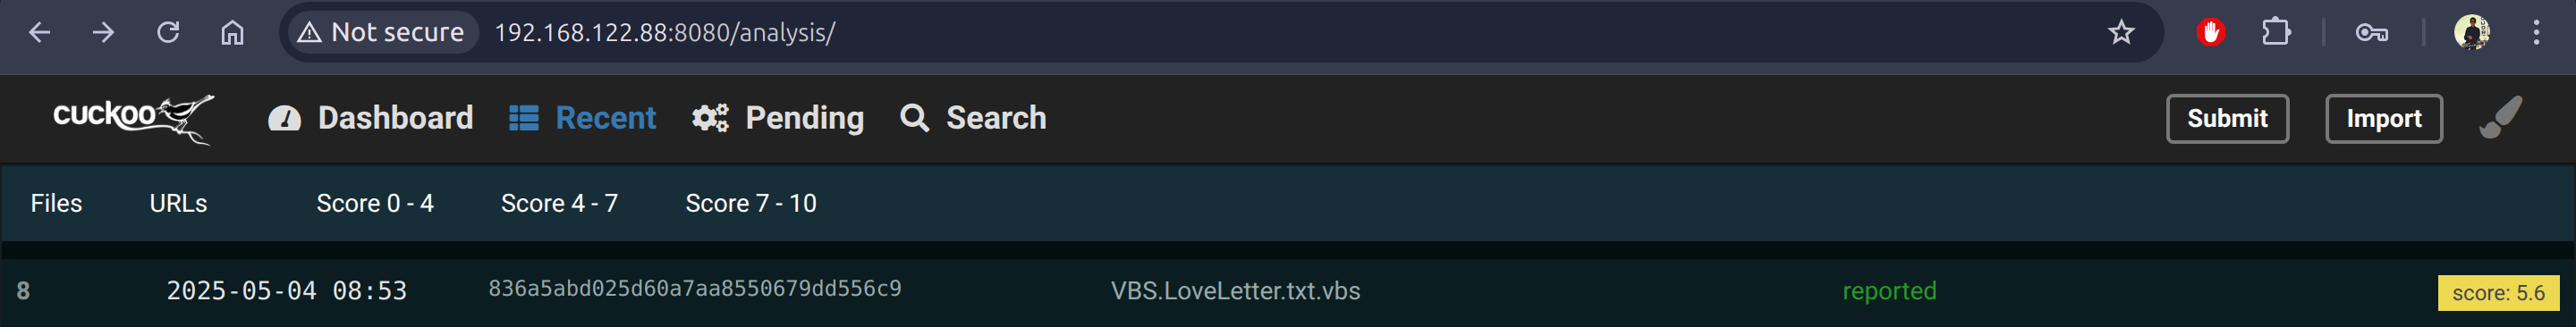 Not secure 192.168.122.88:8080/analysis/
cuckoo Dashboard Recent Pending Search Submit Import
Files URLs Score 0 - 4 Score 4 - 7 Score 7 - 10
8 2025-05-04 08:53 836a5abd025d60a7aa8550679dd556c9 VBS.LoveLetter.txt.vbs reported score: 5.6